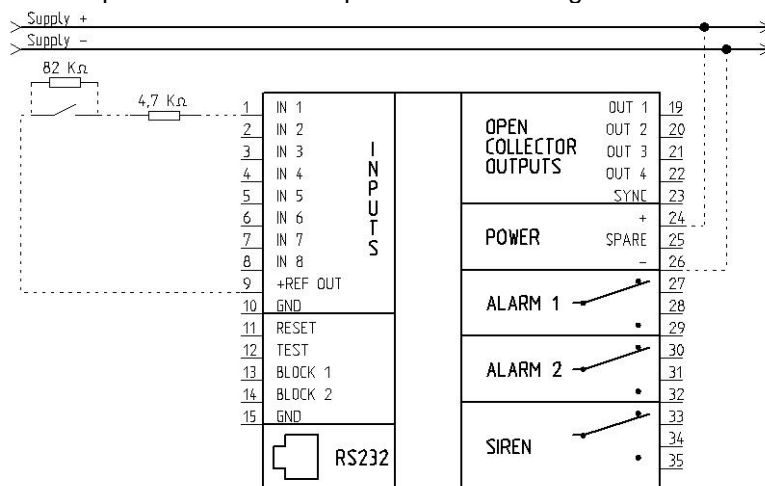 Supply +
Supply -
82 KΩ
4,7 KΩ
1 IN 1
2 IN 2
3 IN 3
4 IN 4
5 IN 5
6 IN 6
7 IN 7
8 IN 8
9 +REF OUT
10 GND
INPUTS
11 RESET
12 TEST
13 BLOCK 1
14 BLOCK 2
15 GND
RS232
OPEN
COLLECTOR
OUTPUTS
OUT 1 19
OUT 2 20
OUT 3 21
OUT 4 22
SYNC 23
POWER
+ 24
SPARE 25
- 26
ALARM 1
27
28
29
ALARM 2
30
31
32
SIREN
33
34
35